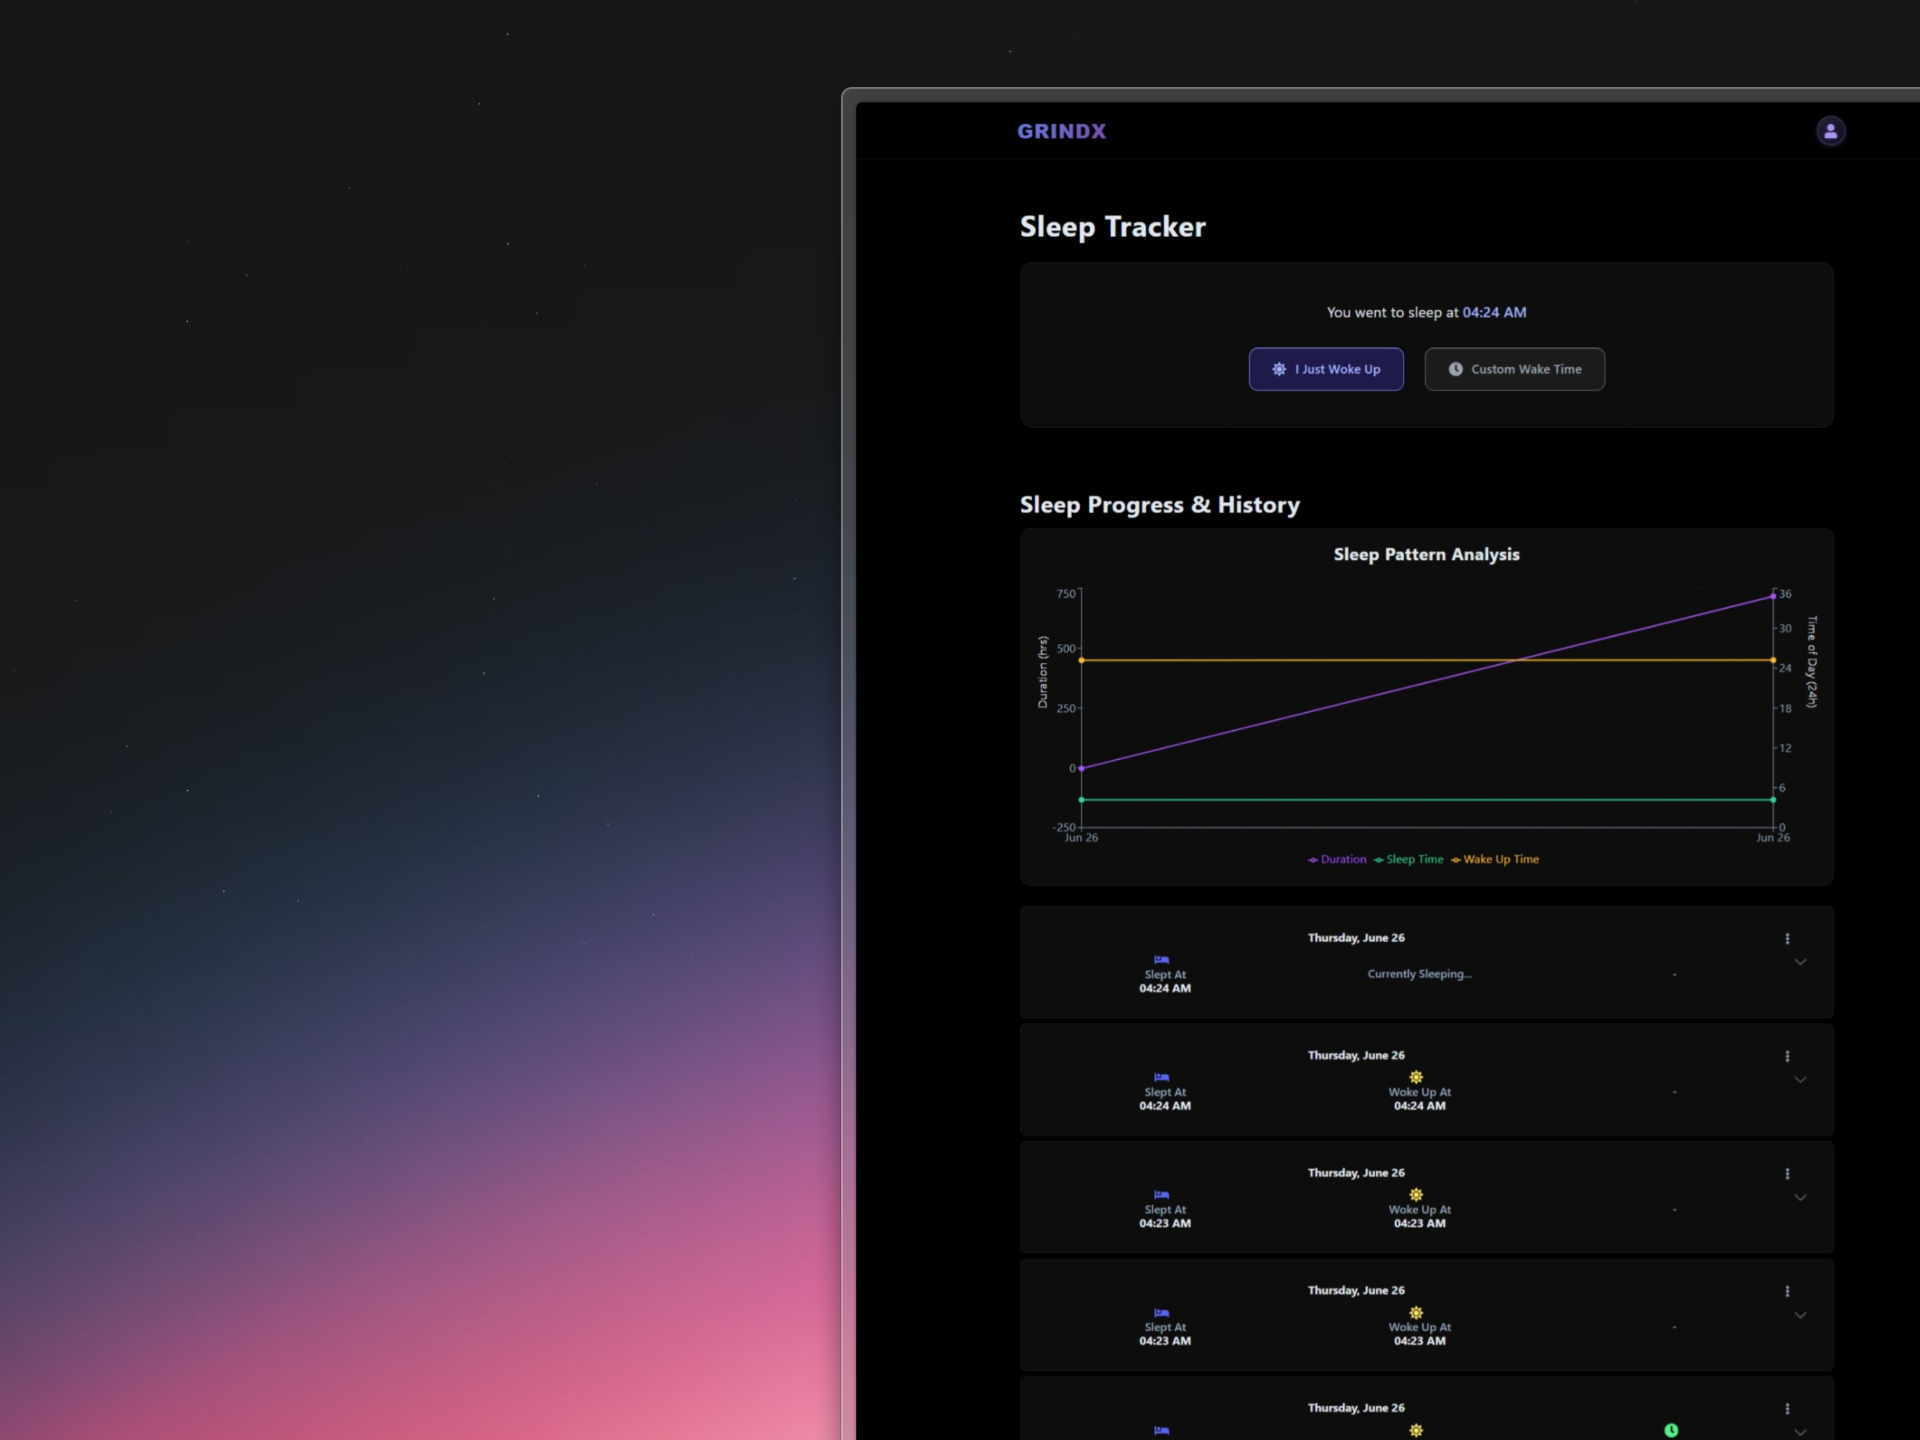 GRINDX
Sleep Tracker
You went to sleep at 04:24 AM
I Just Woke Up
Custom Wake Time
Sleep Progress & History
Sleep Pattern Analysis
750
500
250
0
-250
Duration (hrs)
36
30
24
18
12
6
0
Time of Day (24h)
Jun 26
Jun 26
Duration Sleep Time Wake Up Time
Thursday, June 26
Slept At
04:24 AM
Currently Sleeping...
-
Thursday, June 26
Slept At
04:24 AM
Woke Up At
04:24 AM
-
Thursday, June 26
Slept At
04:23 AM
Woke Up At
04:23 AM
-
Thursday, June 26
Slept At
04:23 AM
Woke Up At
04:23 AM
-
Thursday, June 26